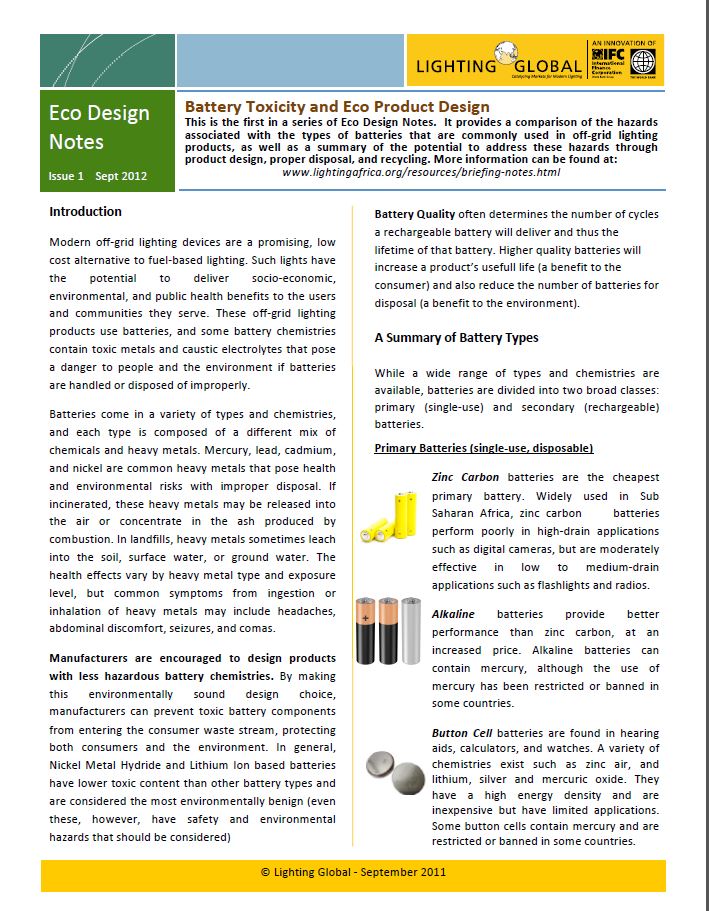 LIGHTING GLOBAL
Catalyzing Markets for Modern Lighting
AN INNOVATION OF
IFC
International
Finance
Corporation
World Bank Group
THE WORLD BANK
Eco Design
Notes
Issue 1 Sept 2012
Battery Toxicity and Eco Product Design
This is the first in a series of Eco Design Notes. It provides a comparison of the hazards
associated with the types of batteries that are commonly used in off-grid lighting
products, as well as a summary of the potential to address these hazards through
product design, proper disposal, and recycling. More information can be found at:
www.lightingafrica.org/resources/briefing-notes.html
Introduction
Modern off-grid lighting devices are a promising, low
cost alternative to fuel-based lighting. Such lights have
the potential to deliver socio-economic,
environmental, and public health benefits to the users
and communities they serve. These off-grid lighting
products use batteries, and some battery chemistries
contain toxic metals and caustic electrolytes that pose
a danger to people and the environment if batteries
are handled or disposed of improperly.
Batteries come in a variety of types and chemistries,
and each type is composed of a different mix of
chemicals and heavy metals. Mercury, lead, cadmium,
and nickel are common heavy metals that pose health
and environmental risks with improper disposal. If
incinerated, these heavy metals may be released into
the air or concentrate in the ash produced by
combustion. In landfills, heavy metals sometimes leach
into the soil, surface water, or ground water. The
health effects vary by heavy metal type and exposure
level, but common symptoms from ingestion or
inhalation of heavy metals may include headaches,
abdominal discomfort, seizures, and comas.
Manufacturers are encouraged to design products
with less hazardous battery chemistries. By making
this environmentally sound design choice,
manufacturers can prevent toxic battery components
from entering the consumer waste stream, protecting
both consumers and the environment. In general,
Nickel Metal Hydride and Lithium Ion based batteries
have lower toxic content than other battery types and
are considered the most environmentally benign (even
these, however, have safety and environmental
hazards that should be considered)
Battery Quality often determines the number of cycles
a rechargeable battery will deliver and thus the
lifetime of that battery. Higher quality batteries will
increase a product's usefull life (a benefit to the
consumer) and also reduce the number of batteries for
disposal (a benefit to the environment).
A Summary of Battery Types
While a wide range of types and chemistries are
available, batteries are divided into two broad classes:
primary (single-use) and secondary (rechargeable)
batteries.
Primary Batteries (single-use, disposable)
Zinc Carbon batteries are the cheapest
primary battery. Widely used in Sub
Saharan Africa, zinc carbon batteries
perform poorly in high-drain applications
such as digital cameras, but are moderately
effective in low to medium-drain
applications such as flashlights and radios.
Alkaline batteries provide better
performance than zinc carbon, at an
increased price. Alkaline batteries can
contain mercury, although the use of
mercury has been restricted or banned in
some countries.
Button Cell batteries are found in hearing
aids, calculators, and watches. A variety of
chemistries exist such as zinc air, and
lithium, silver and mercuric oxide. They
have a high energy density and are
inexpensive but have limited applications.
Some button cells contain mercury and are
restricted or banned in some countries.
© Lighting Global - September 2011